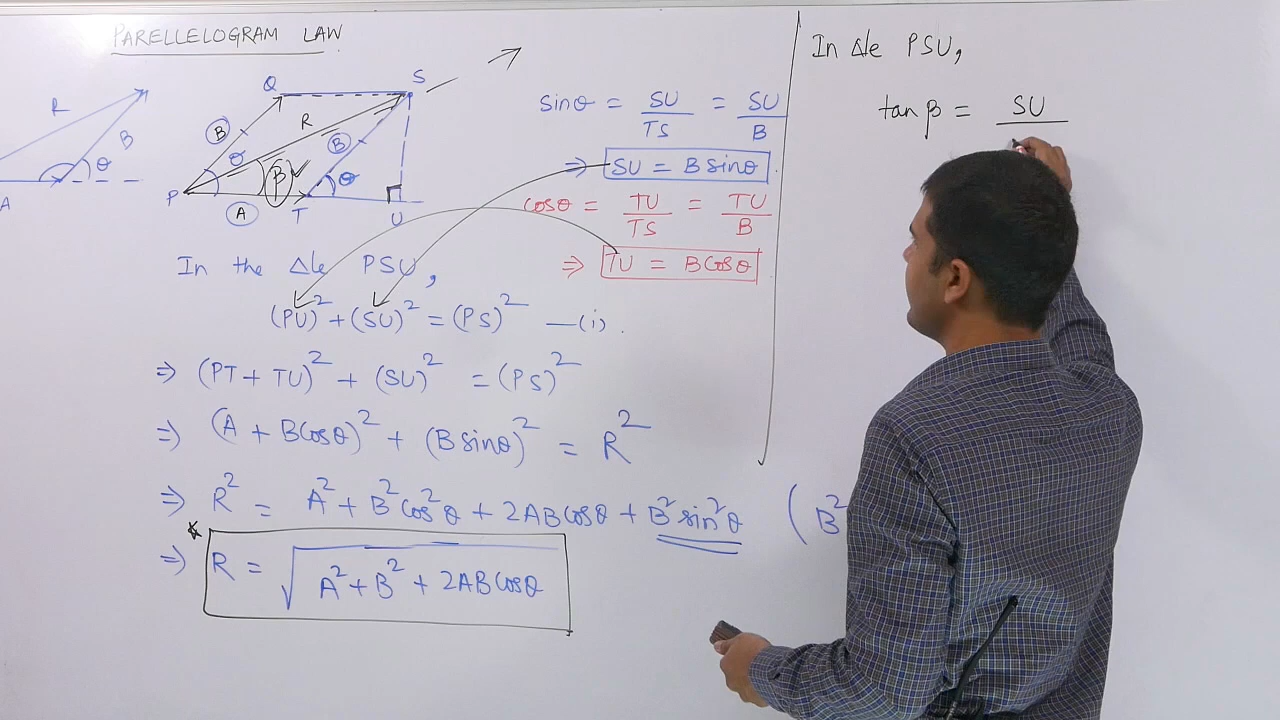 PARELLELOGRAM LAW
R
B
θ
A
Q
S
B
R
B
θ
β
θ
P
A
T
U
sinθ = SU/TS = SU/B
⇒ SU = B sinθ
cosθ = TU/TS = TU/B
⇒ TU = B cosθ
In the Δle PSU,
(PU)² + (SU)² = (PS)² —(i).
⇒ (PT + TU)² + (SU)² = (PS)²
⇒ (A + B cosθ)² + (B sinθ)² = R²
⇒ R² = A² + B² cos²θ + 2AB cosθ + B² sin²θ (B²
* ⇒ R = √A² + B² + 2AB cosθ
In Δle PSU,
tan β = SU